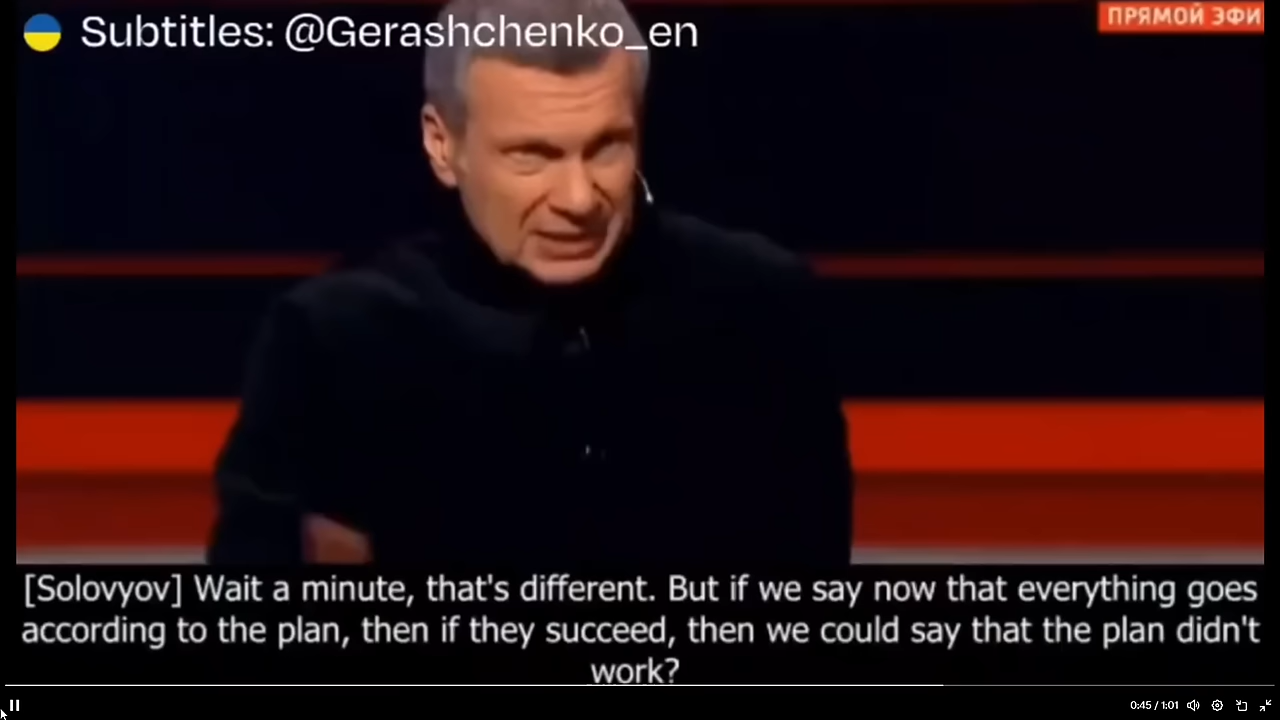 Subtitles: @Gerashchenko_en
ПРЯМОЙ ЭФИ
[Solovyov] Wait a minute, that's different. But if we say now that everything goes
according to the plan, then if they succeed, then we could say that the plan didn't
work?
0:45 / 1:01